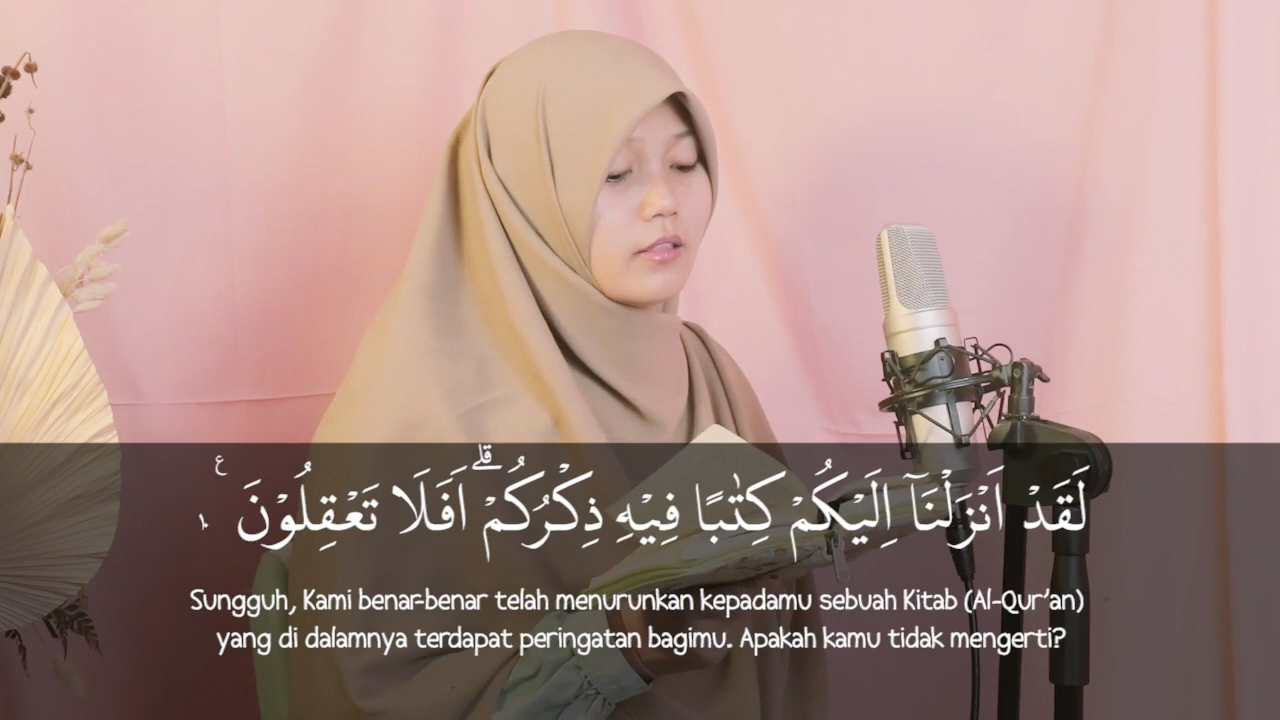 لَقَدْ اَنْزَلْنَآ اِلَيْكُمْ كِتٰبًا فِيْهِ ذِكْرُكُمْۗ اَفَلَا تَعْقِلُوْنَ ࣖ ١٠
Sungguh, Kami benar-benar telah menurunkan kepadamu sebuah Kitab (Al-Qur'an)
yang di dalamnya terdapat peringatan bagimu. Apakah kamu tidak mengerti?